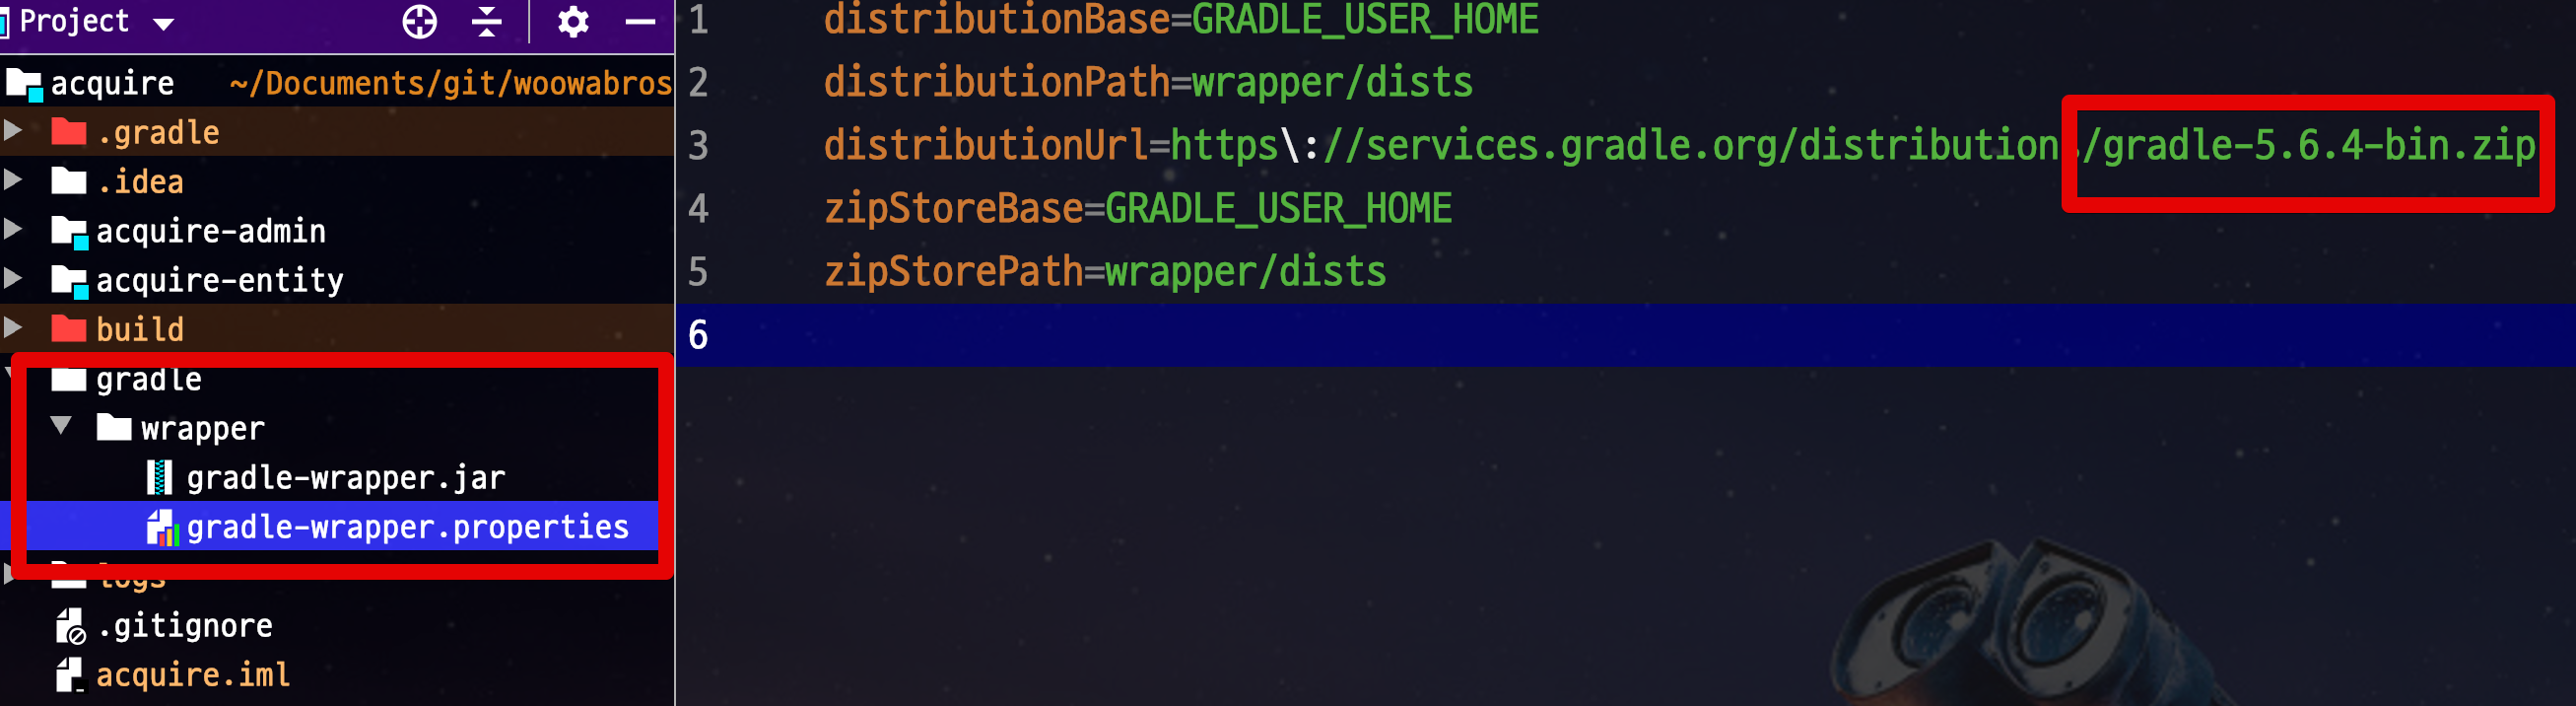 Project
acquire ~/Documents/git/woowabros
.gradle
.idea
acquire-admin
acquire-entity
build
gradle
wrapper
gradle-wrapper.jar
gradle-wrapper.properties
logs
.gitignore
acquire.iml
1 distributionBase=GRADLE_USER_HOME
2 distributionPath=wrapper/dists
3 distributionUrl=https\://services.gradle.org/distributions/gradle-5.6.4-bin.zip
4 zipStoreBase=GRADLE_USER_HOME
5 zipStorePath=wrapper/dists
6